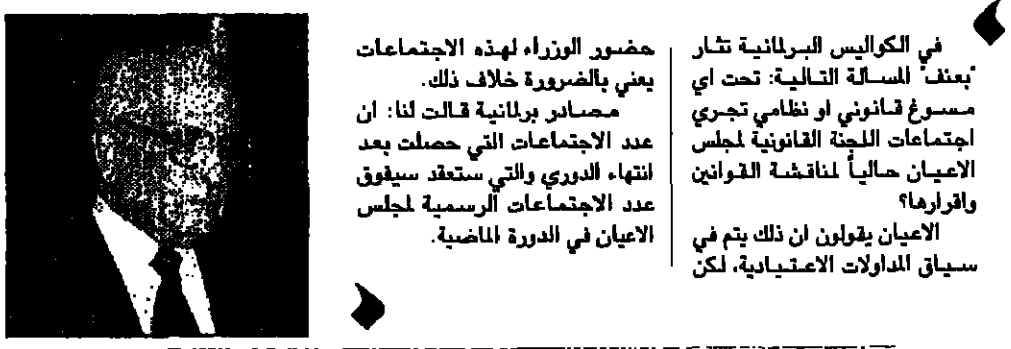 في الكواليس البرلمانية تثار
"بعنف" المسألة التالية: تحت اي
مسوغ قانوني او نظامي تجري
اجتماعات اللجنة القانونية لمجلس
الاعيان حالياً لمناقشة القوانين
واقرارها؟
الاعيان يقولون ان ذلك يتم في
سياق المداولات الاعتيادية، لكن
حضور الوزراء لهذه الاجتماعات
يعني بالضرورة خلاف ذلك.
مصادر برلمانية قالت لنا: ان
عدد الاجتماعات التي حصلت بعد
انتهاء الدوري والتي ستعقد سيفوق
عدد الاجتماعات الرسمية لمجلس
الاعيان في الدورة الماضية.